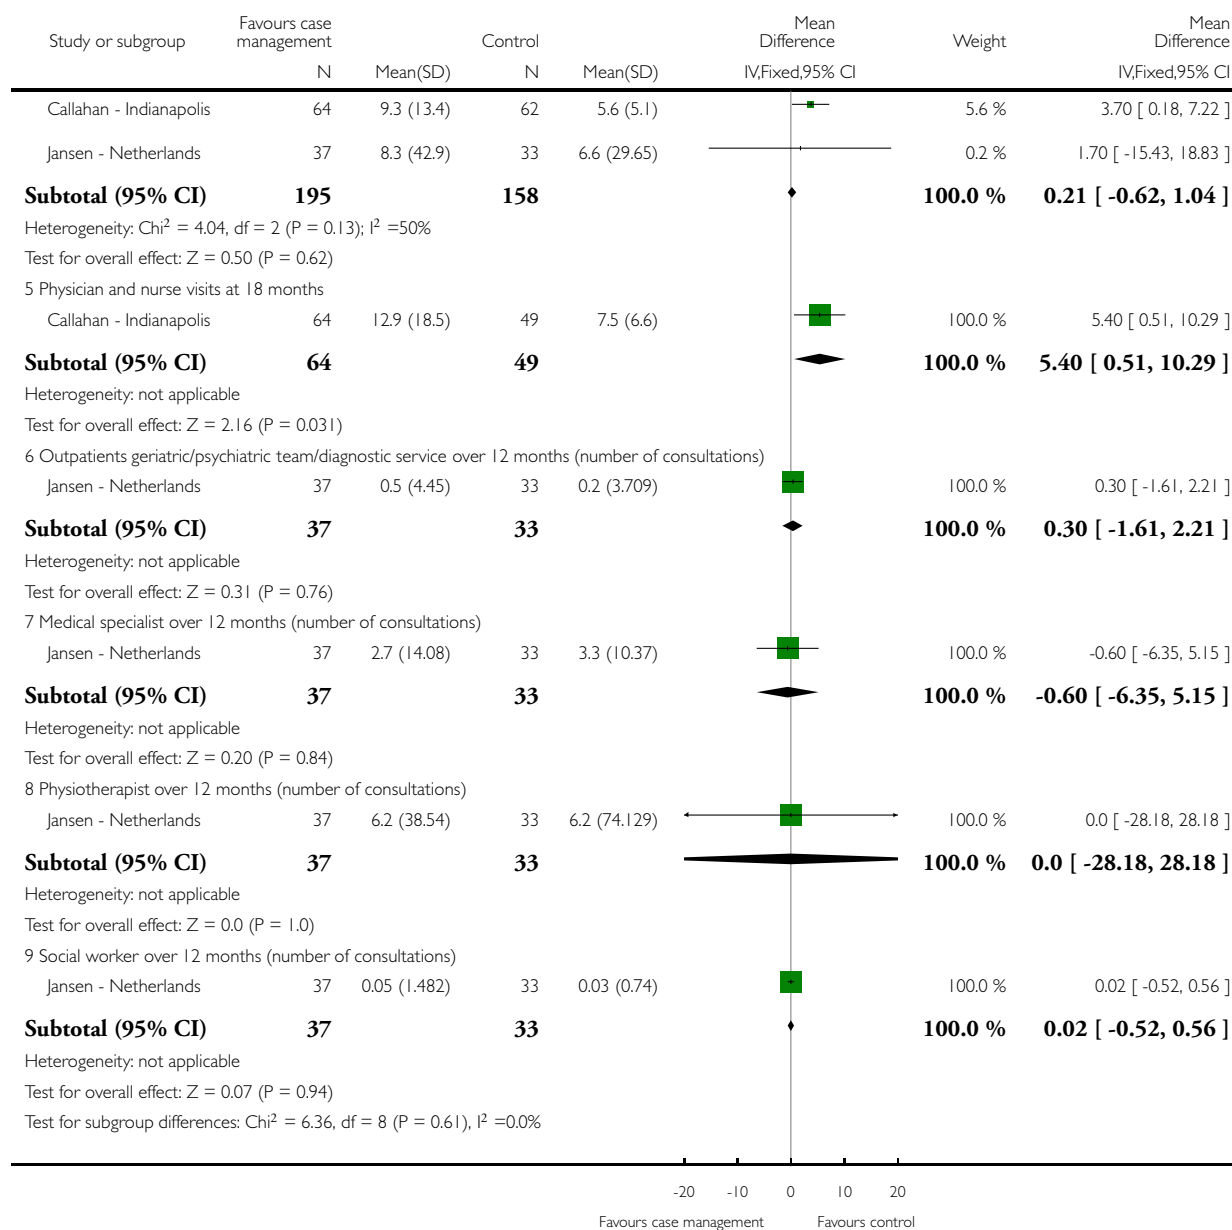 Study or subgroup Favours case management Control Mean Difference Weight Mean Difference
N Mean(SD) N Mean(SD) IV,Fixed,95% CI IV,Fixed,95% CI
Callahan - Indianapolis 64 9.3 (13.4) 62 5.6 (5.1) 5.6 % 3.70 [ 0.18, 7.22 ]
Jansen - Netherlands 37 8.3 (42.9) 33 6.6 (29.65) 0.2 % 1.70 [ -15.43, 18.83 ]
Subtotal (95% CI) 195 158 100.0 % 0.21 [ -0.62, 1.04 ]
Heterogeneity: Chi² = 4.04, df = 2 (P = 0.13); I² =50%
Test for overall effect: Z = 0.50 (P = 0.62)
5 Physician and nurse visits at 18 months
Callahan - Indianapolis 64 12.9 (18.5) 49 7.5 (6.6) 100.0 % 5.40 [ 0.51, 10.29 ]
Subtotal (95% CI) 64 49 100.0 % 5.40 [ 0.51, 10.29 ]
Heterogeneity: not applicable
Test for overall effect: Z = 2.16 (P = 0.031)
6 Outpatients geriatric/psychiatric team/diagnostic service over 12 months (number of consultations)
Jansen - Netherlands 37 0.5 (4.45) 33 0.2 (3.709) 100.0 % 0.30 [ -1.61, 2.21 ]
Subtotal (95% CI) 37 33 100.0 % 0.30 [ -1.61, 2.21 ]
Heterogeneity: not applicable
Test for overall effect: Z = 0.31 (P = 0.76)
7 Medical specialist over 12 months (number of consultations)
Jansen - Netherlands 37 2.7 (14.08) 33 3.3 (10.37) 100.0 % -0.60 [ -6.35, 5.15 ]
Subtotal (95% CI) 37 33 100.0 % -0.60 [ -6.35, 5.15 ]
Heterogeneity: not applicable
Test for overall effect: Z = 0.20 (P = 0.84)
8 Physiotherapist over 12 months (number of consultations)
Jansen - Netherlands 37 6.2 (38.54) 33 6.2 (74.129) 100.0 % 0.0 [ -28.18, 28.18 ]
Subtotal (95% CI) 37 33 100.0 % 0.0 [ -28.18, 28.18 ]
Heterogeneity: not applicable
Test for overall effect: Z = 0.0 (P = 1.0)
9 Social worker over 12 months (number of consultations)
Jansen - Netherlands 37 0.05 (1.482) 33 0.03 (0.74) 100.0 % 0.02 [ -0.52, 0.56 ]
Subtotal (95% CI) 37 33 100.0 % 0.02 [ -0.52, 0.56 ]
Heterogeneity: not applicable
Test for overall effect: Z = 0.07 (P = 0.94)
Test for subgroup differences: Chi² = 6.36, df = 8 (P = 0.61), I² =0.0%
-20 -10 0 10 20
Favours case management Favours control